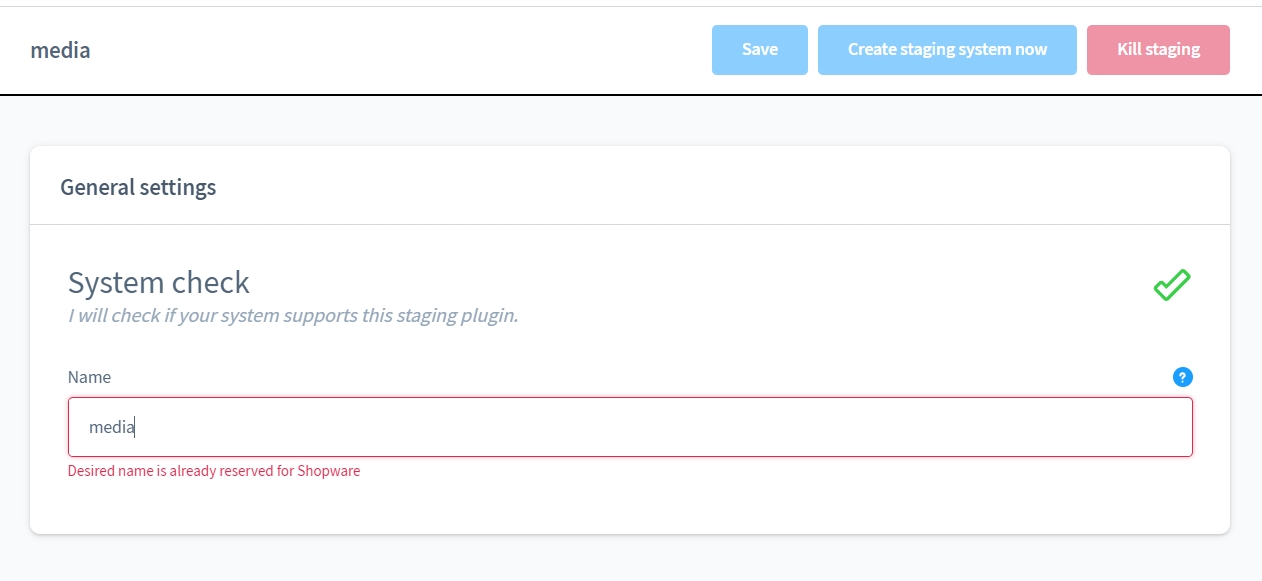 media
Save
Create staging system now
Kill staging
General settings
System check
I will check if your system supports this staging plugin.
Name
?
media
Desired name is already reserved for Shopware